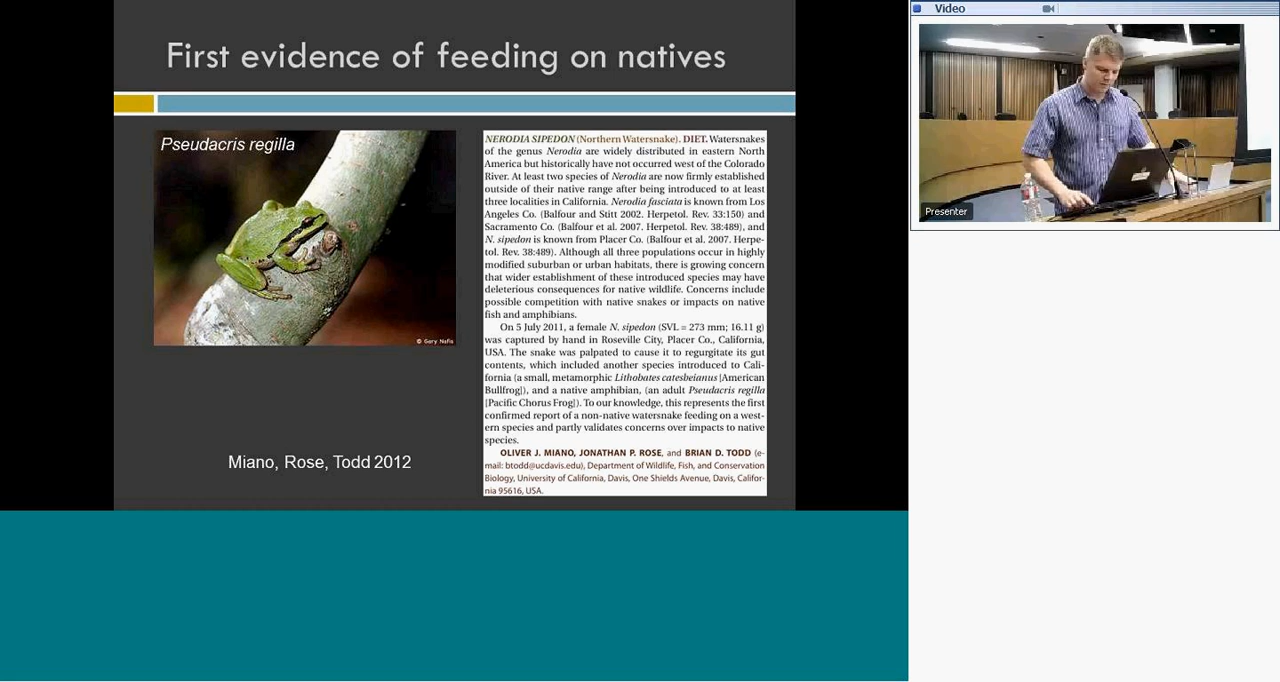 First evidence of feeding on natives
Pseudacris regilla
© Gary Nafis
Miano, Rose, Todd 2012
NERODIA SIPEDON (Northern Watersnake). DIET. Watersnakes
of the genus Nerodia are widely distributed in eastern North
America but historically have not occurred west of the Colorado
River. At least two species of Nerodia are now firmly established
outside of their native range after being introduced to at least
three localities in California. Nerodia fasciata is known from Los
Angeles Co. (Balfour and Stitt 2002. Herpetol. Rev. 33:150) and
Sacramento Co. (Balfour et al. 2007. Herpetol. Rev. 38:489), and
N. sipedon is known from Placer Co. (Balfour et al. 2007. Herpe-
tol. Rev. 38:489). Although all three populations occur in highly
modified suburban or urban habitats, there is growing concern
that wider establishment of these introduced species may have
deleterious consequences for native wildlife. Concerns include
possible competition with native snakes or impacts on native
fish and amphibians.
On 5 July 2011, a female N. sipedon (SVL = 273 mm; 16.11 g)
was captured by hand in Roseville City, Placer Co., California,
USA. The snake was palpated to cause it to regurgitate its gut
contents, which included another species introduced to Cali-
fornia (a small, metamorphic Lithobates catesbeianus [American
Bullfrog]), and a native amphibian, (an adult Pseudacris regilla
[Pacific Chorus Frog]). To our knowledge, this represents the first
confirmed report of a non-native watersnake feeding on a west-
ern species and partly validates concerns over impacts to native
species.
OLIVER J. MIANO, JONATHAN P. ROSE, and BRIAN D. TODD (e-
mail: btodd@ucdavis.edu), Department of Wildlife, Fish, and Conservation
Biology, University of California, Davis, One Shields Avenue, Davis, Califor-
nia 95616, USA.
Video
Presenter